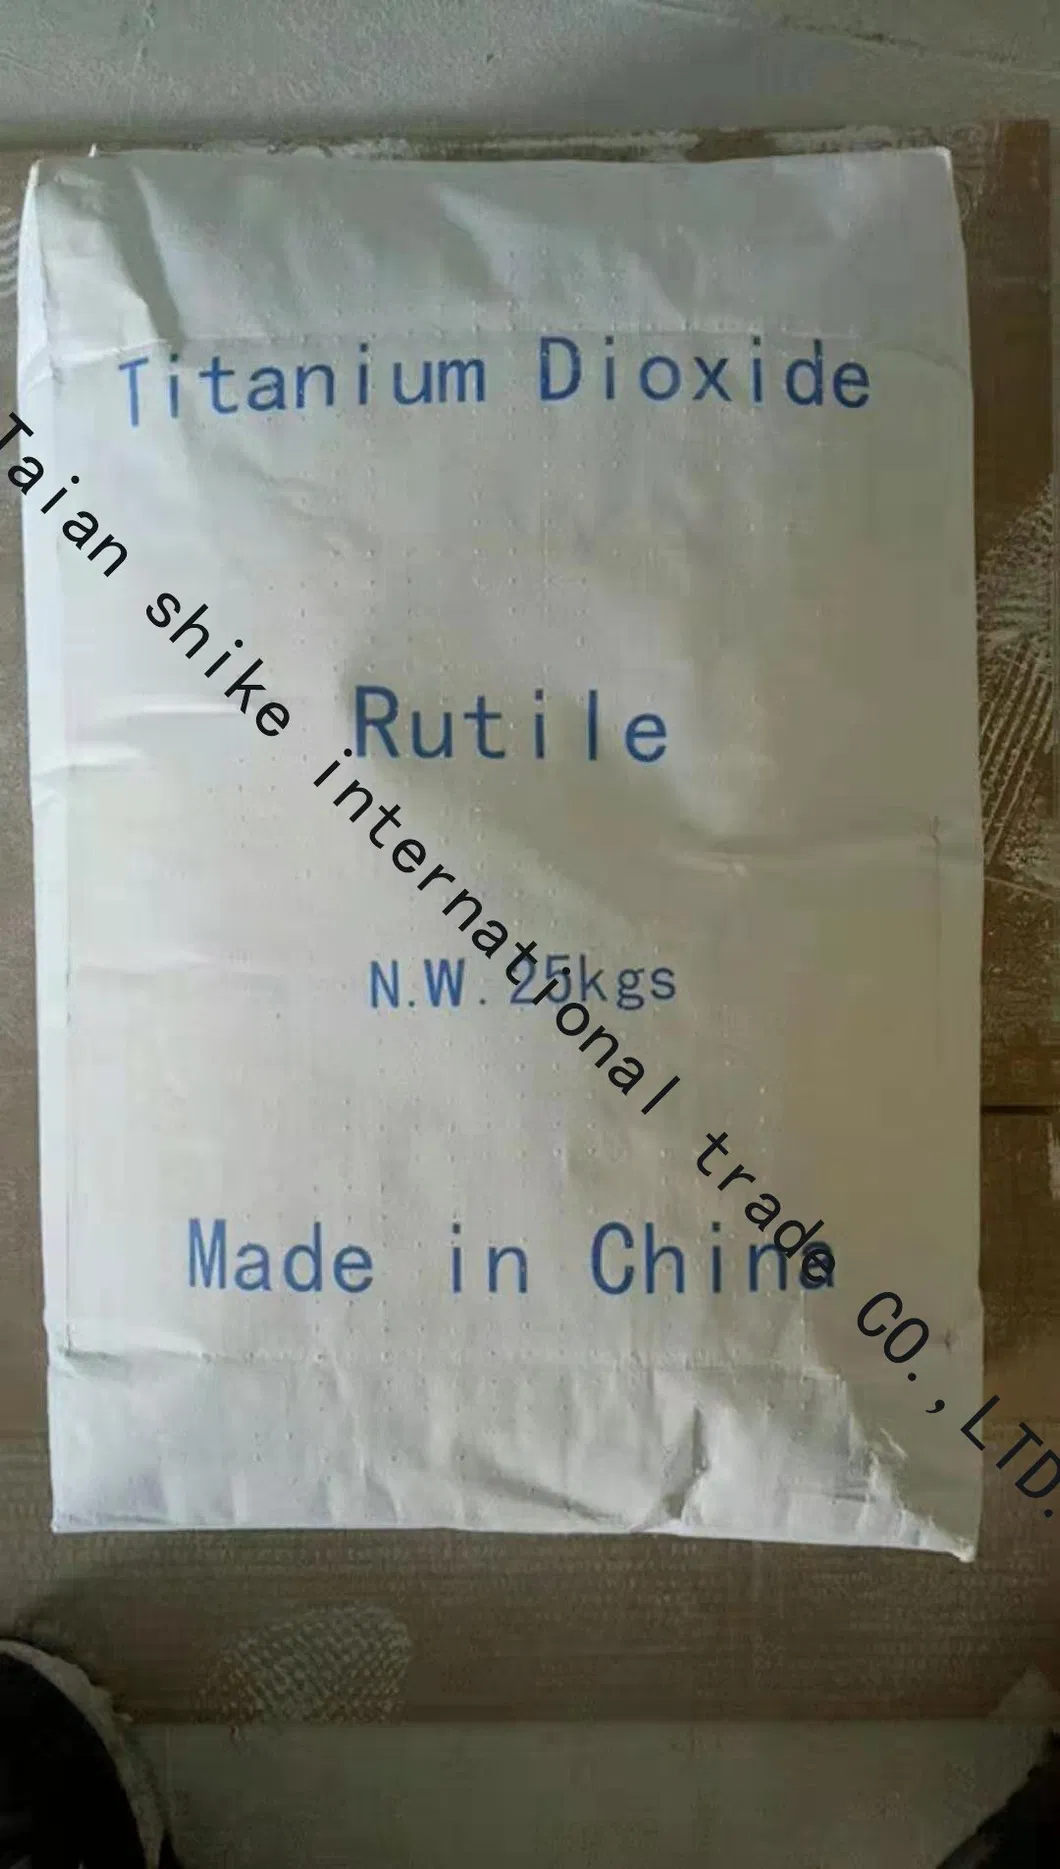 Titanium Dioxide
Taian shike international trade CO.,LTD.
Rutile
N.W. 25kgs
Made in China